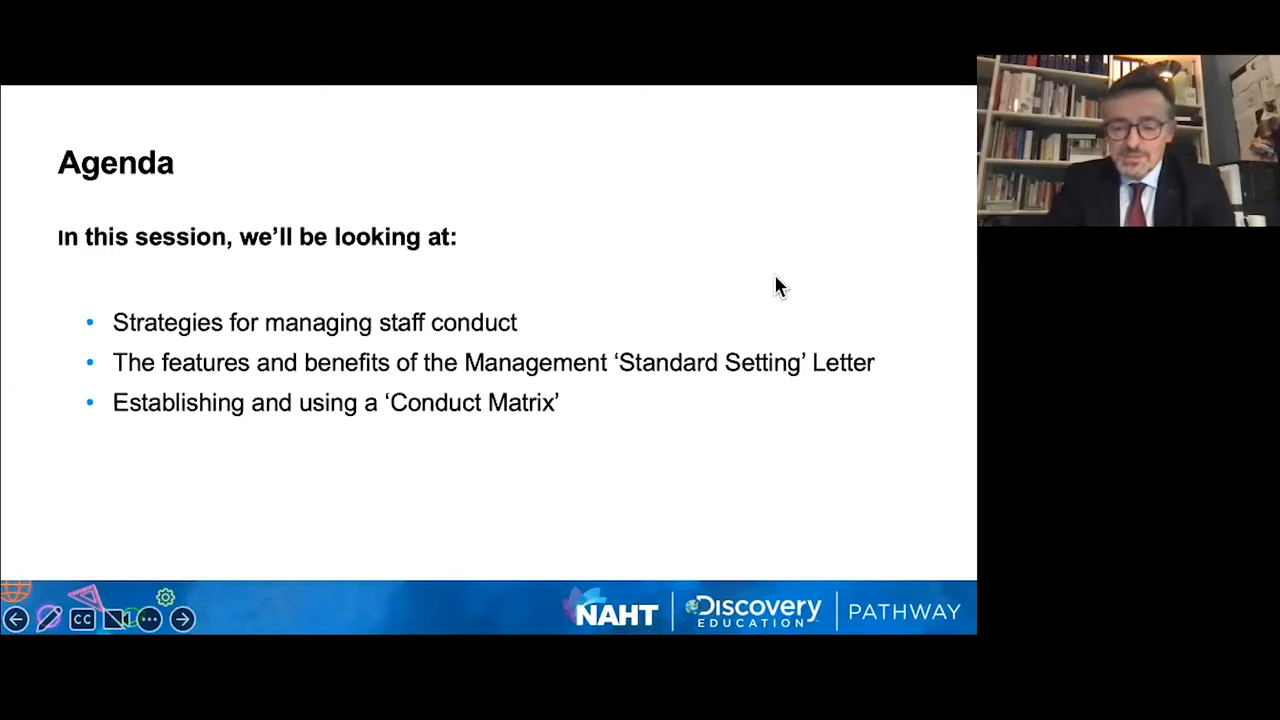 Agenda
In this session, we’ll be looking at:
• Strategies for managing staff conduct
• The features and benefits of the Management ‘Standard Setting’ Letter
• Establishing and using a ‘Conduct Matrix’
CC
NAHT
Discovery
EDUCATION
PATHWAY